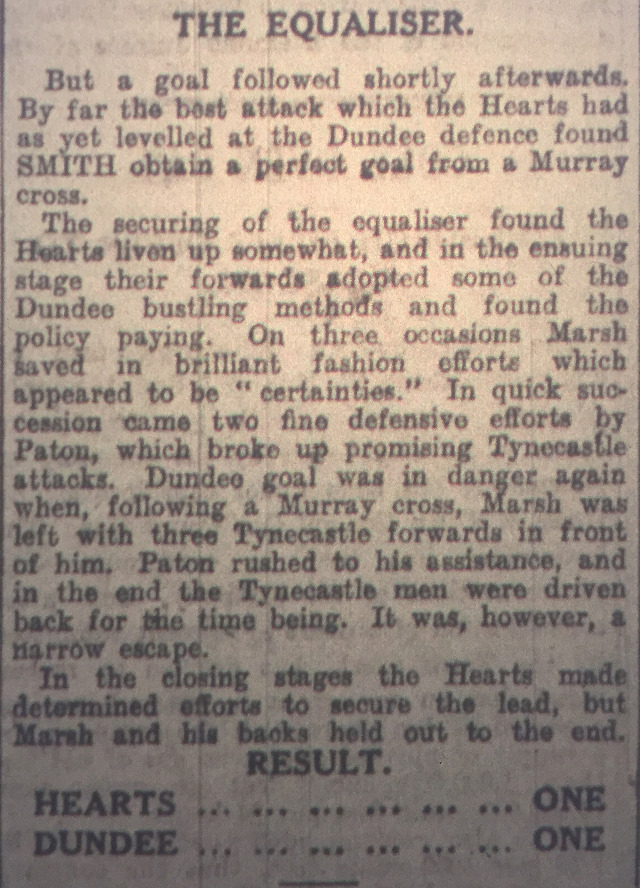 THE EQUALISER.
But a goal followed shortly afterwards.
By far the best attack which the Hearts had
as yet levelled at the Dundee defence found
SMITH obtain a perfect goal from a Murray
cross.
The securing of the equaliser found the
Hearts liven up somewhat, and in the ensuing
stage their forwards adopted some of the
Dundee bustling methods and found the
policy paying. On three occasions Marsh
saved in brilliant fashion efforts which
appeared to be "certainties." In quick suc-
cession came two fine defensive efforts by
Paton, which broke up promising Tynecastle
attacks. Dundee goal was in danger again
when, following a Murray cross, Marsh was
left with three Tynecastle forwards in front
of him. Paton rushed to his assistance, and
in the end the Tynecastle men were driven
back for the time being. It was, however, a
narrow escape.
In the closing stages the Hearts made
determined efforts to secure the lead, but
Marsh and his backs held out to the end.
RESULT.
HEARTS ... ... ... ... ... ... ONE
DUNDEE ... ... ... ... ... ... ONE